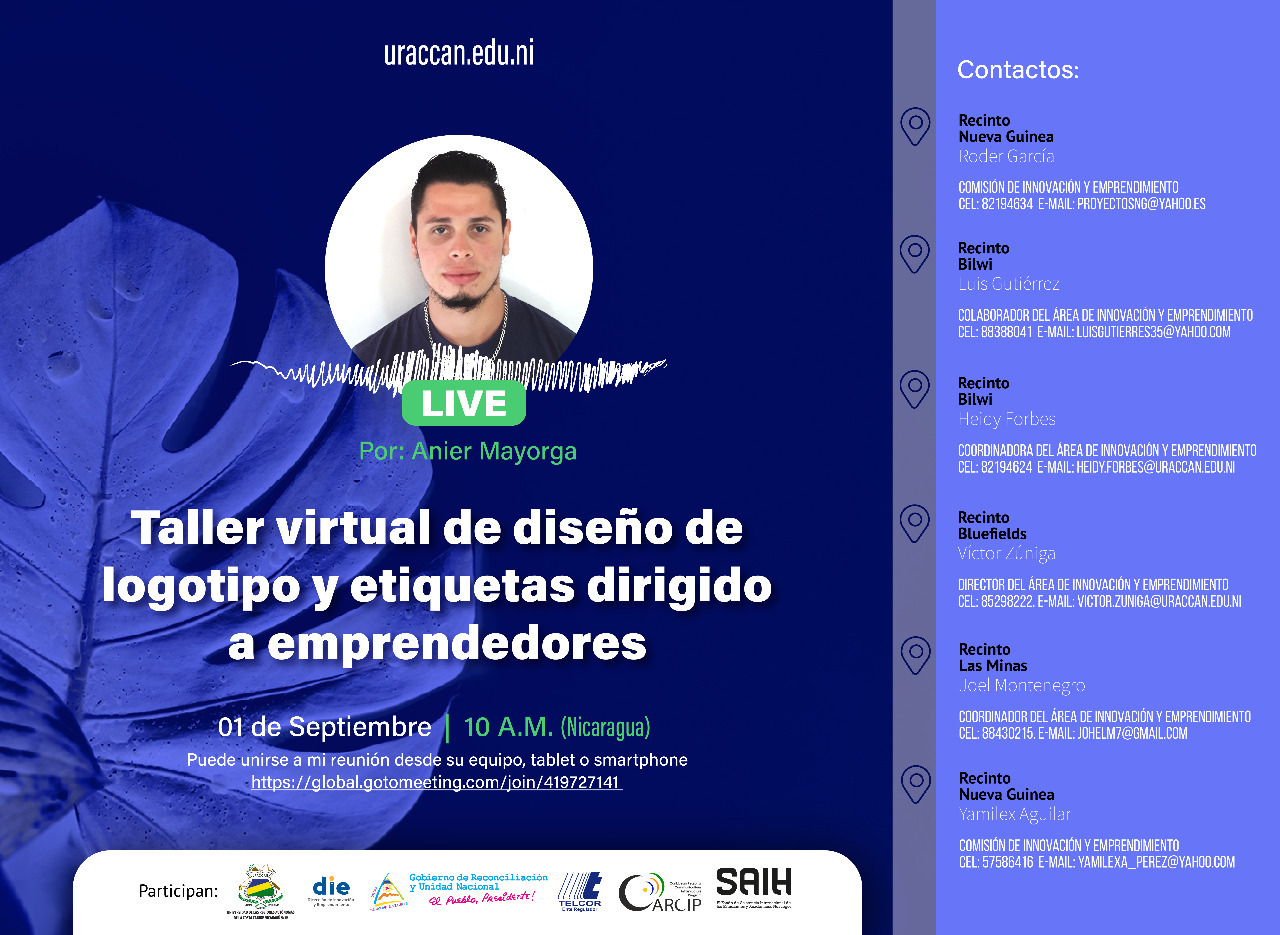 uraccan.edu.ni
LIVE
Por: Anier Mayorga
Taller virtual de diseño de
logotipo y etiquetas dirigido
a emprendedores
01 de Septiembre | 10 A.M. (Nicaragua)
Puede unirse a mi reunión desde su equipo, tablet o smartphone
https://global.gotomeeting.com/join/419727141
Participan:
die
Dirección de Innovación
y Emprendimiento
Gobierno de Reconciliación
y Unidad Nacional
El Pueblo, Presidente!
TELCOR
Ente Regulador
CARCIP
SAIH
Contactos:
Recinto
Nueva Guinea
Roder García
COMISIÓN DE INNOVACIÓN Y EMPRENDIMIENTO
CEL: 82194634 E-MAIL: PROYECTOSNG@YAHOO.ES
Recinto
Bilwi
Luis Gutiérrez
COLABORADOR DEL ÁREA DE INNOVACIÓN Y EMPRENDIMIENTO
CEL: 88388041 E-MAIL: LUISGUTIERRES35@YAHOO.COM
Recinto
Bilwi
Heidy Forbes
COORDINADORA DEL ÁREA DE INNOVACIÓN Y EMPRENDIMIENTO
CEL: 82194624 E-MAIL: HEIDY.FORBES@URACCAN.EDU.NI
Recinto
Bluefields
Víctor Zúniga
DIRECTOR DEL ÁREA DE INNOVACIÓN Y EMPRENDIMIENTO
CEL: 85298222. E-MAIL: VICTOR.ZUNIGA@URACCAN.EDU.NI
Recinto
Las Minas
Joel Montenegro
COORDINADOR DEL ÁREA DE INNOVACIÓN Y EMPRENDIMIENTO
CEL: 88430215. E-MAIL: JOHELM7@GMAIL.COM
Recinto
Nueva Guinea
Yamilex Aguilar
COMISIÓN DE INNOVACIÓN Y EMPRENDIMIENTO
CEL: 57586416 E-MAIL: YAMILEXA_PEREZ@YAHOO.COM